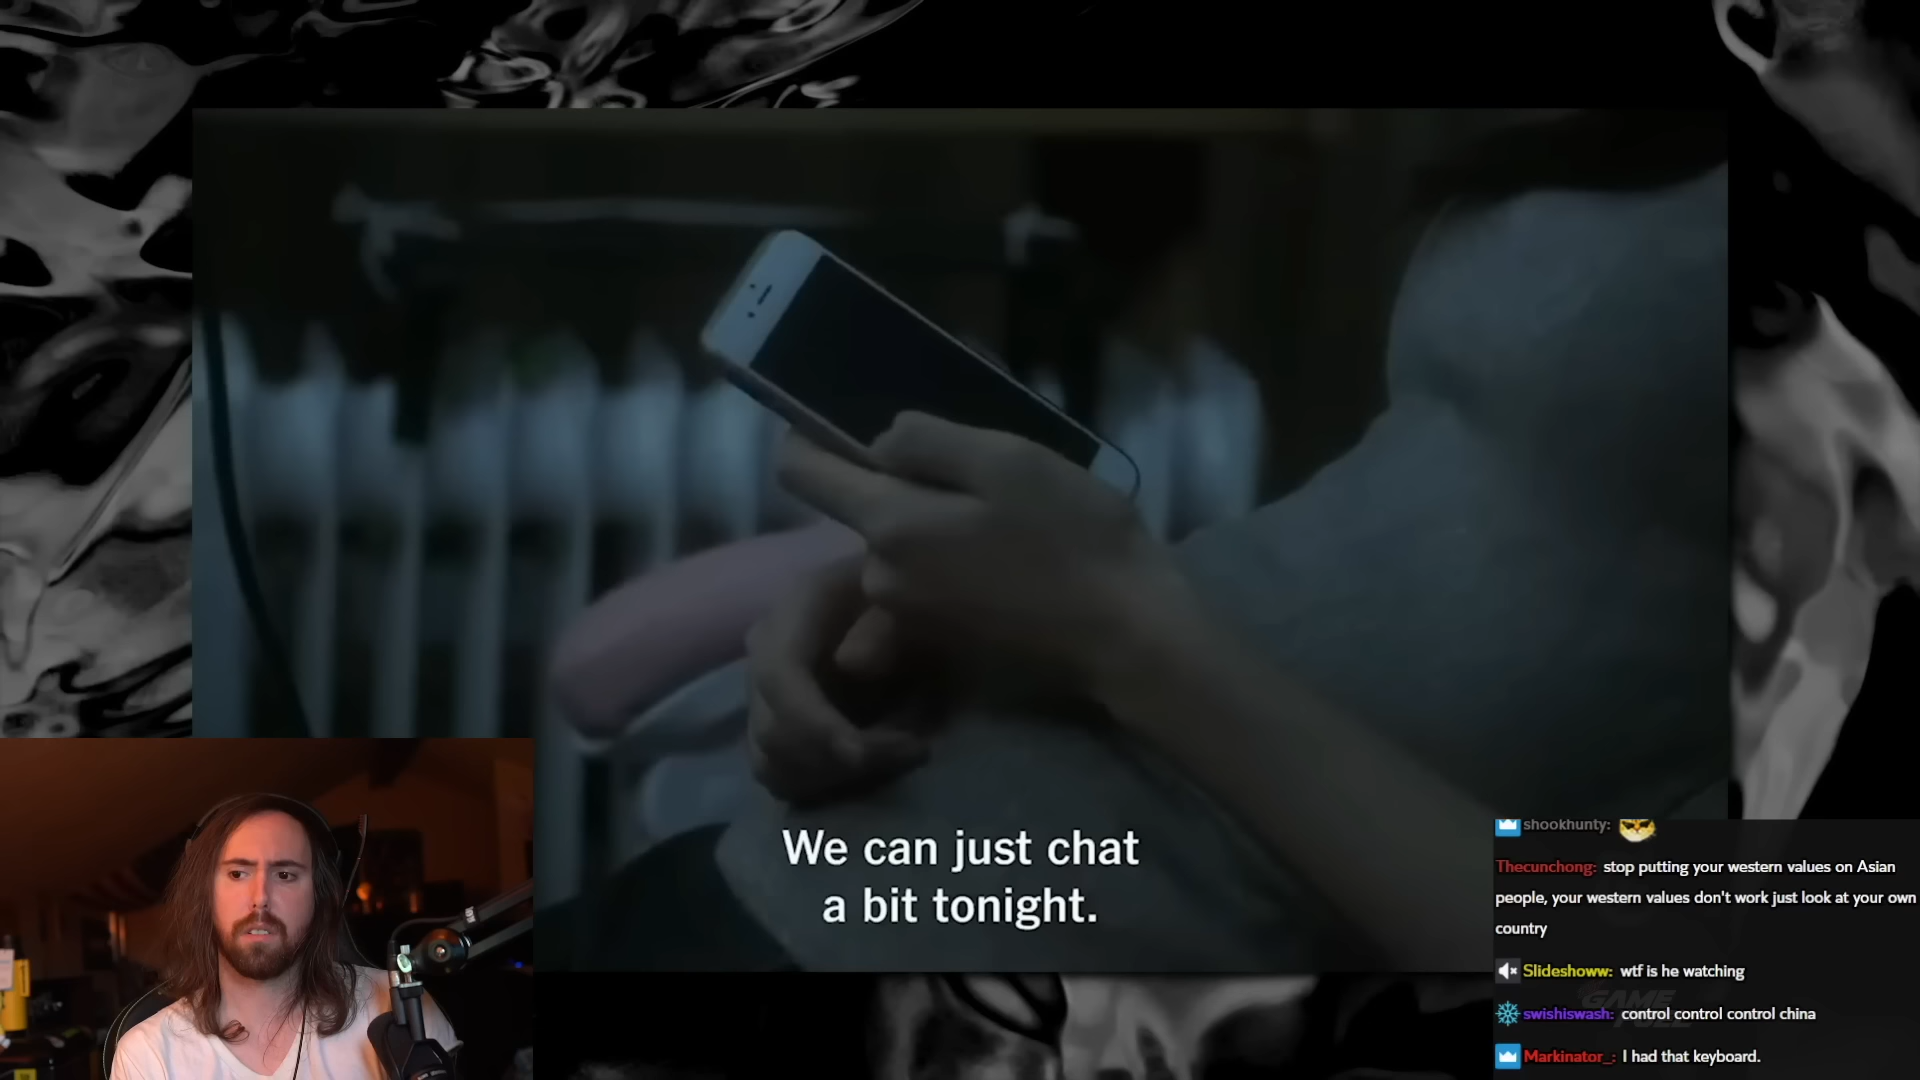 We can just chat
a bit tonight.
shookhunty:
Thecunchong: stop putting your western values on Asian
people, your western values don't work just look at your own
country
Slideshoww: wtf is he watching
swishiswash: control control control china
GAME
Markinator_: I had that keyboard.